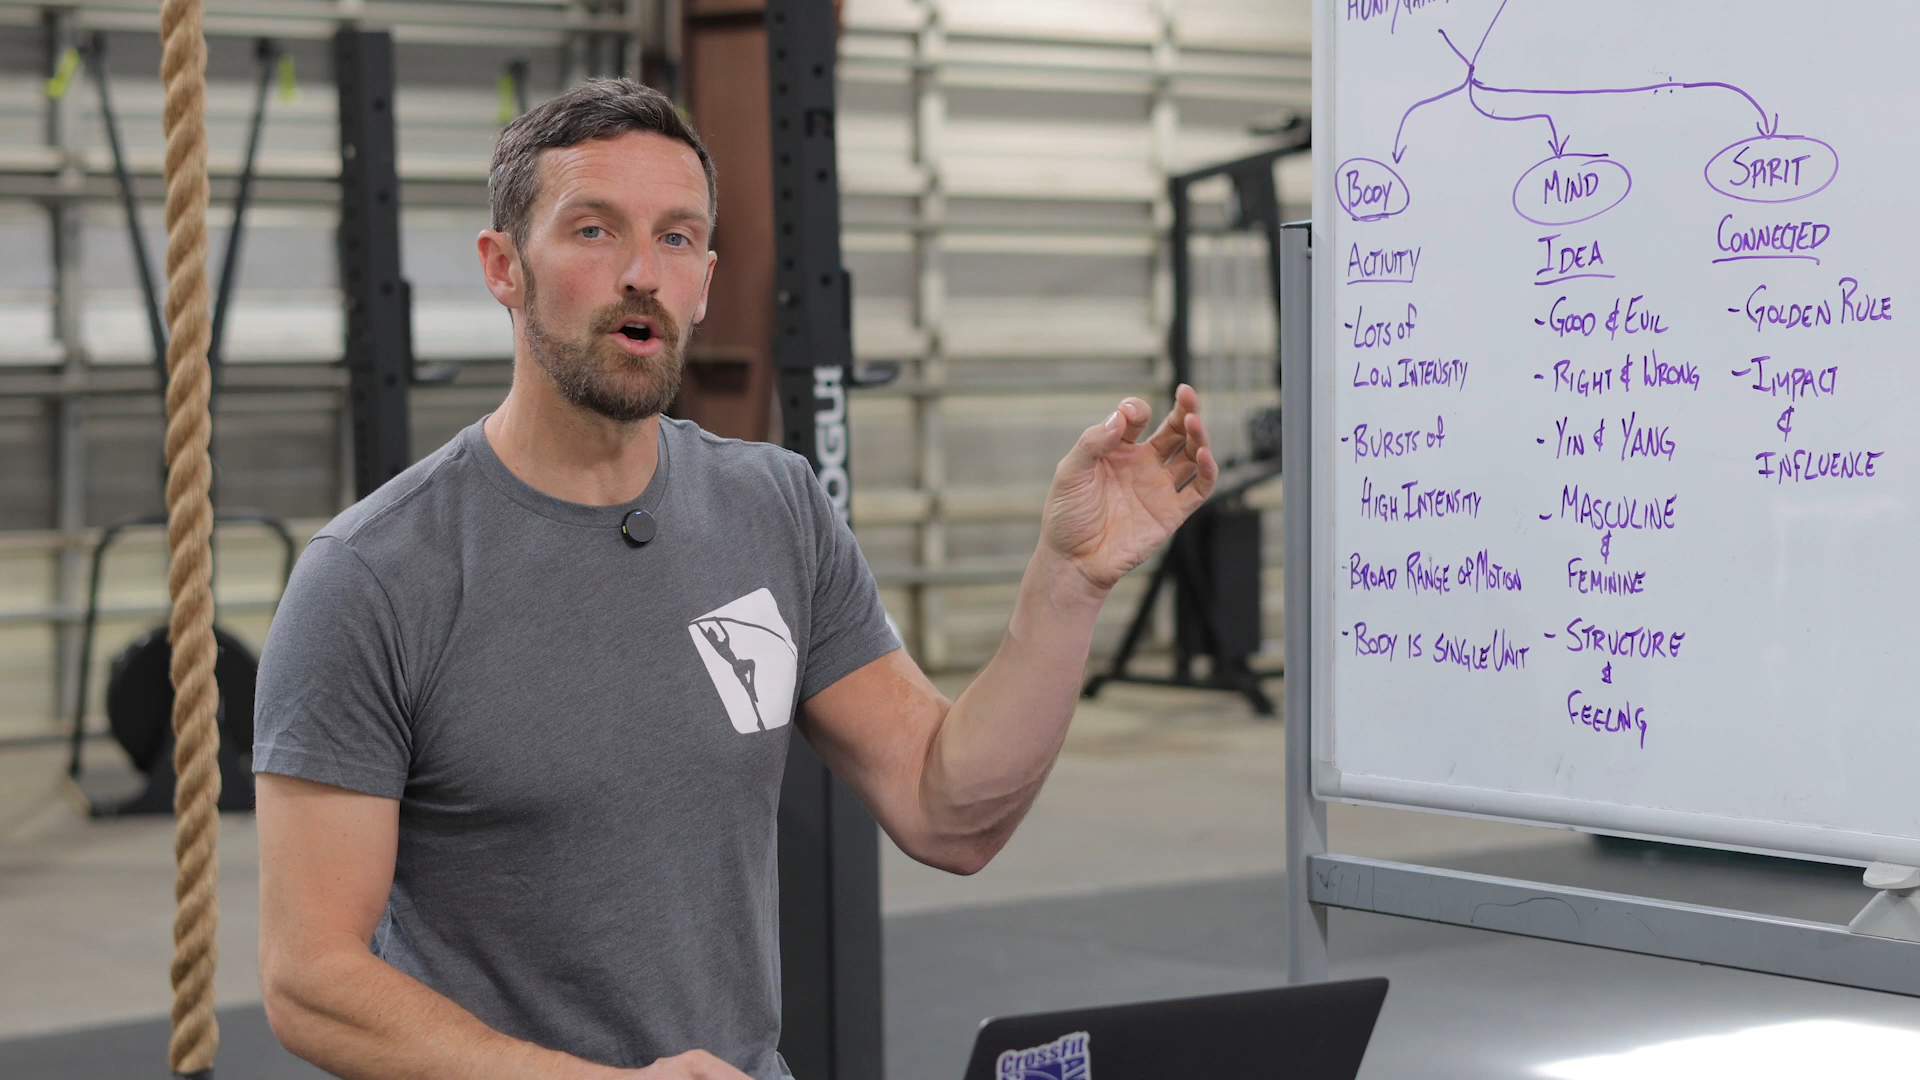 Body
Activity
-Lots of
Low Intensity
-Bursts of
High Intensity
-Broad Range of Motion
-Body is Single Unit
Mind
Idea
-Good & Evil
-Right & Wrong
-Yin & Yang
-Masculine
&
Feminine
-Structure
&
Feeling
Spirit
Connected
-Golden Rule
-Impact
&
Influence
CrossFit